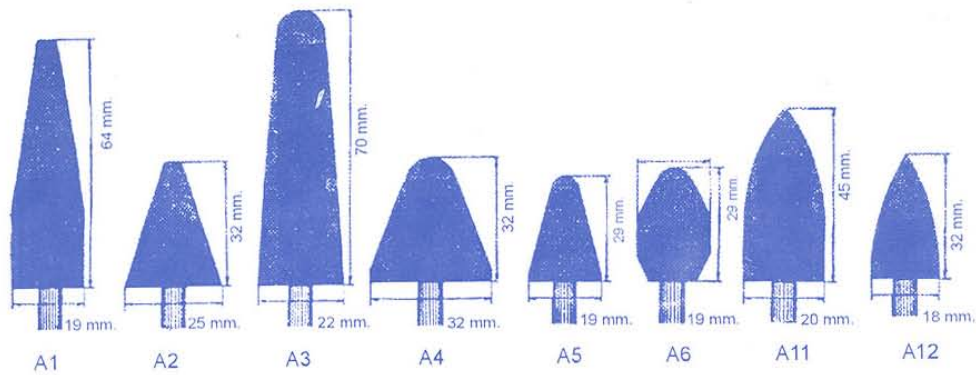 64 mm.
19 mm.
A1
32 mm.
25 mm.
A2
70 mm.
22 mm.
A3
32 mm.
32 mm.
A4
29 mm.
19 mm.
A5
29 mm.
19 mm.
A6
45 mm.
20 mm.
A11
32 mm.
18 mm.
A12